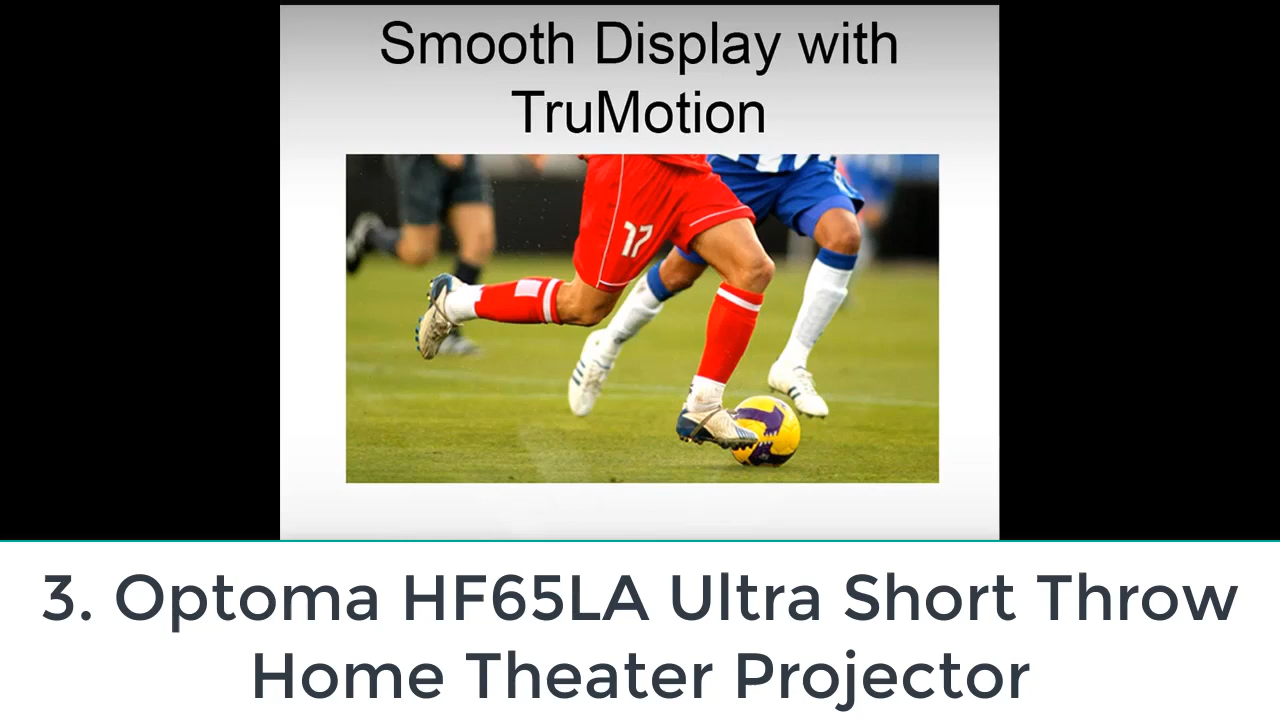 Smooth Display with
TruMotion
17
3. Optoma HF65LA Ultra Short Throw
Home Theater Projector